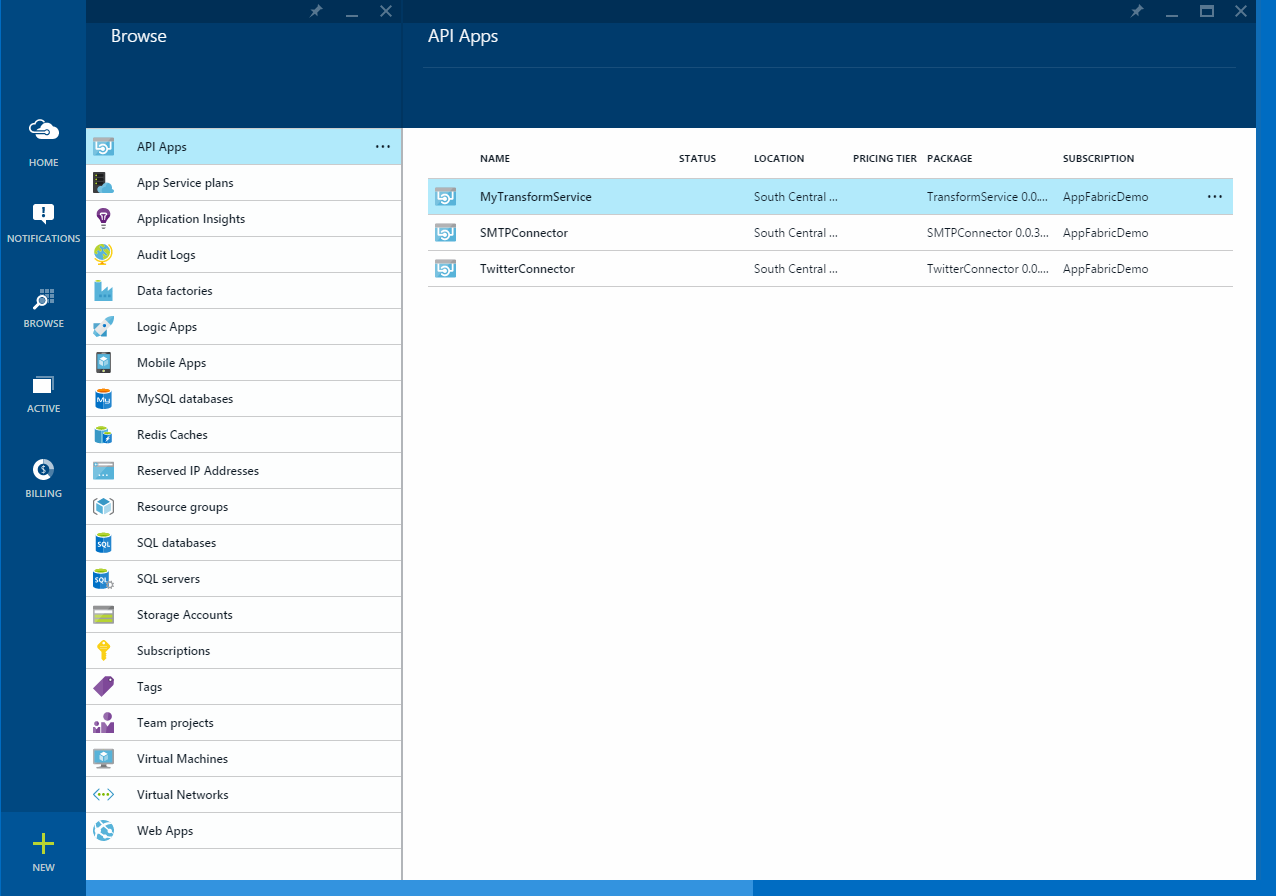 Browse
API Apps
HOME
NOTIFICATIONS
BROWSE
ACTIVE
BILLING
NEW
API Apps ...
App Service plans
Application Insights
Audit Logs
Data factories
Logic Apps
Mobile Apps
MySQL databases
Redis Caches
Reserved IP Addresses
Resource groups
SQL databases
SQL servers
Storage Accounts
Subscriptions
Tags
Team projects
Virtual Machines
Virtual Networks
Web Apps
NAME STATUS LOCATION PRICING TIER PACKAGE SUBSCRIPTION
MyTransformService South Central ... TransformService 0.0.... AppFabricDemo ...
SMTPConnector South Central ... SMTPConnector 0.0.3... AppFabricDemo
TwitterConnector South Central ... TwitterConnector 0.0.... AppFabricDemo